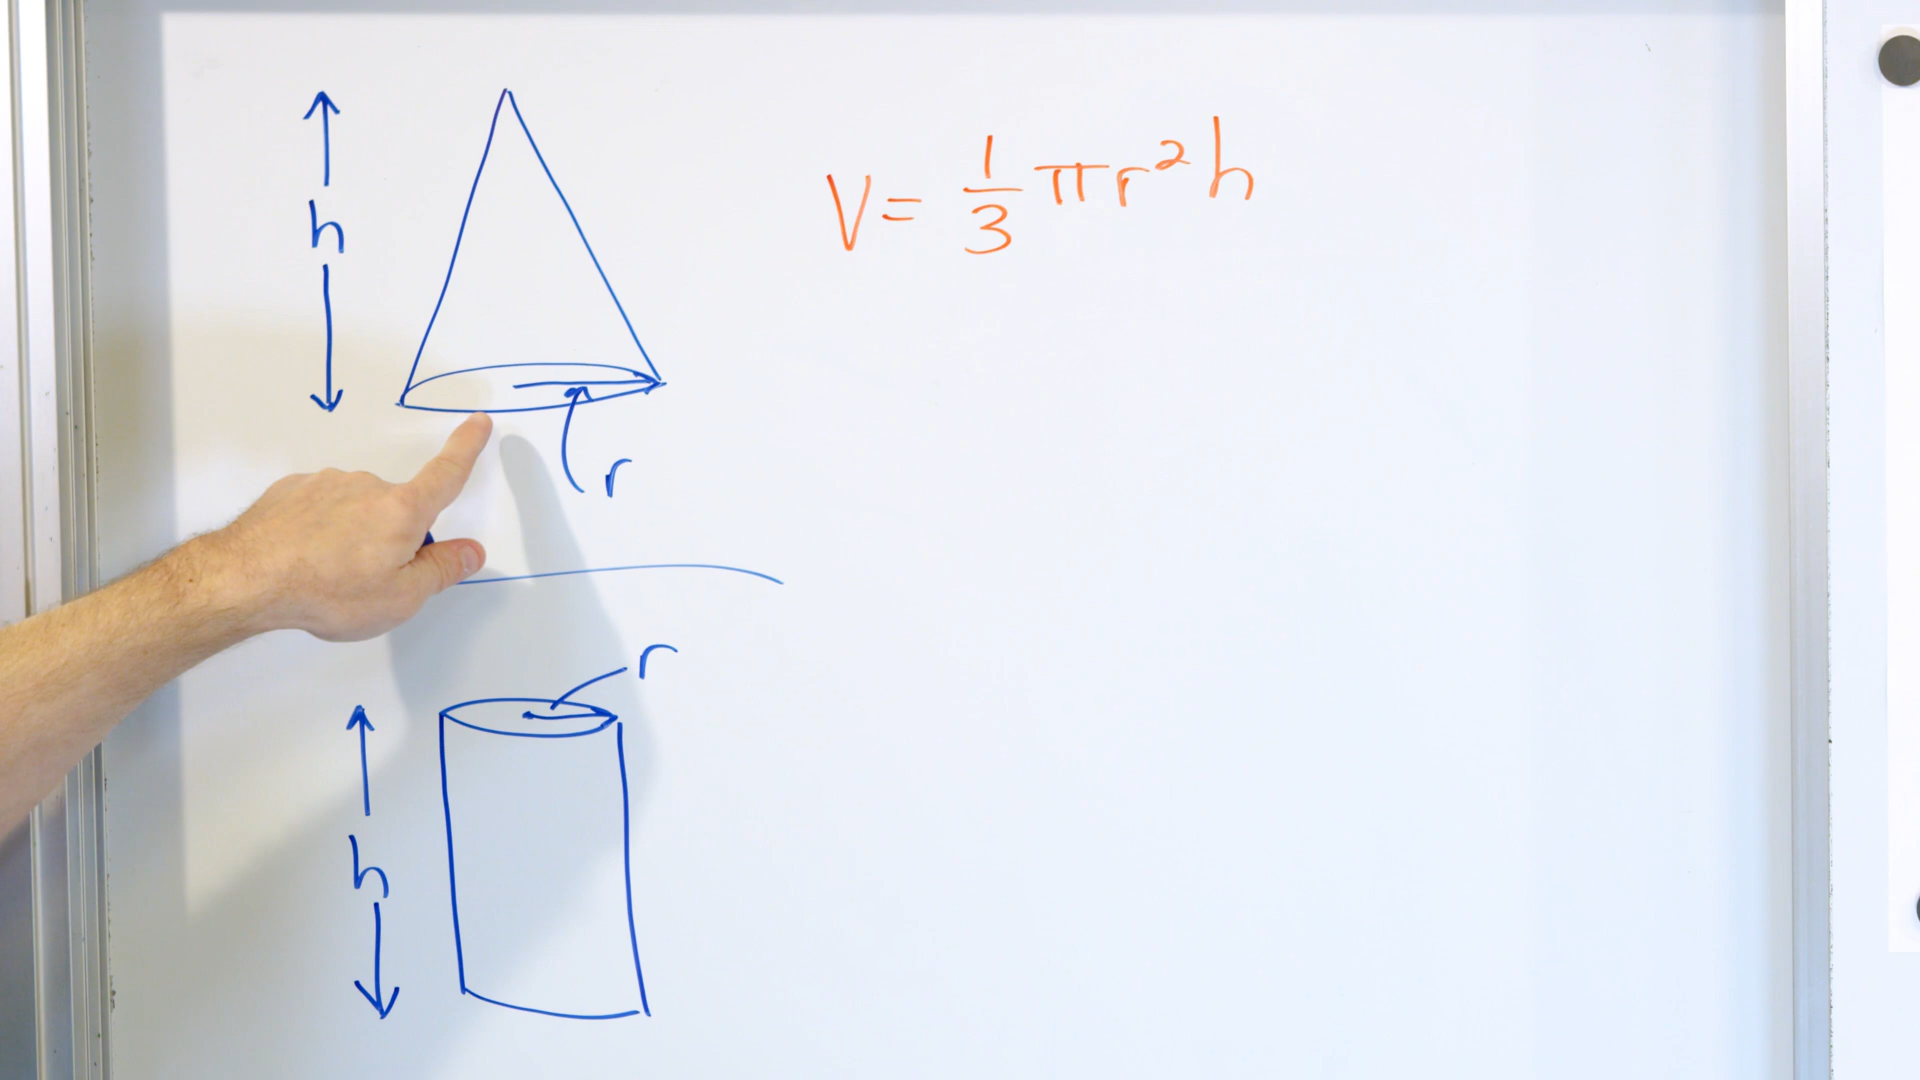 h
V = 1/3 πr²h
r
r
h